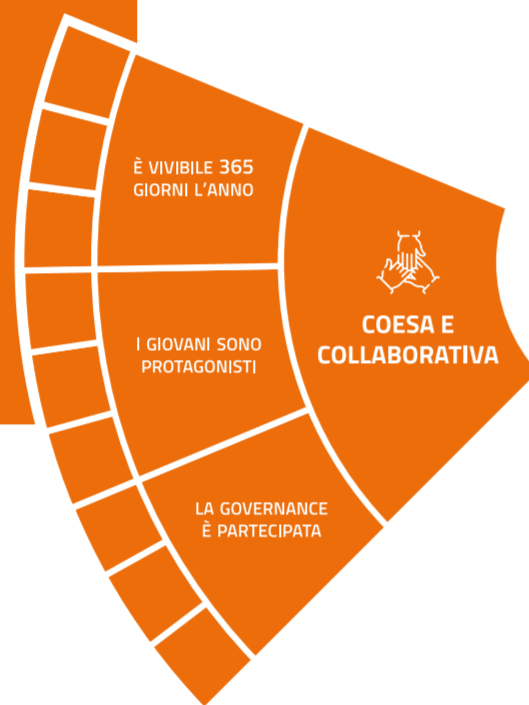 È VIVIBILE 365
GIORNI L'ANNO
I GIOVANI SONO
PROTAGONISTI
COESA E
COLLABORATIVA
LA GOVERNANCE
È PARTECIPATA